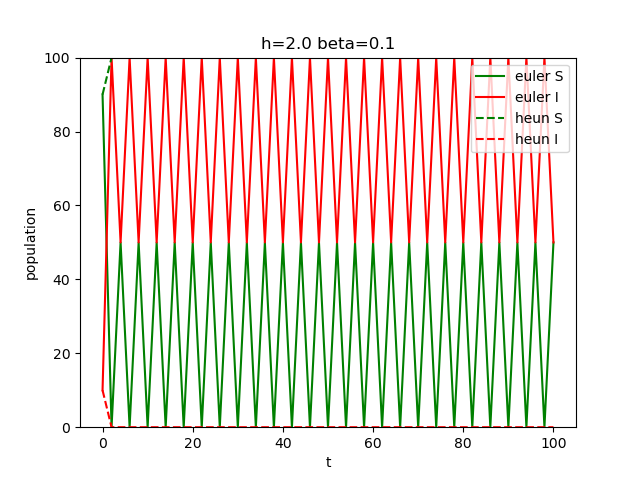 h=2.0 beta=0.1
100
80
60
40
20
0
population
euler S
euler I
heun S
heun I
0 20 40 60 80 100
t